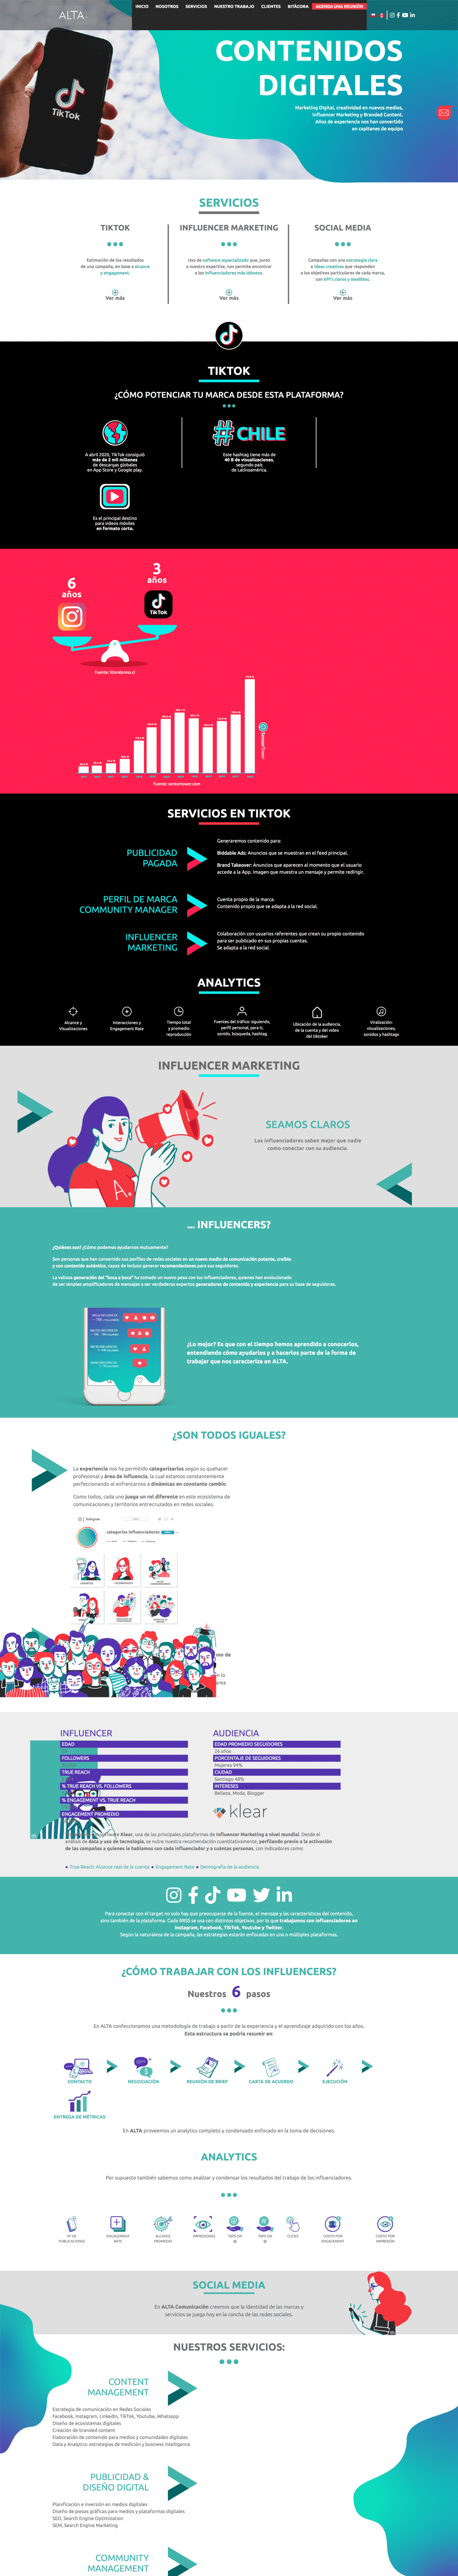 ALTA
INICIO NOSOTROS SERVICIOS NUESTRO TRABAJO CLIENTES BITÁCORA AGENDA UNA REUNIÓN
TikTok
CONTENIDOS
DIGITALES
Marketing Digital, creatividad en nuevos medios,
Influencer Marketing y Branded Content.
Años de experiencia nos han convertido
en capitanes de equipo
SERVICIOS
TIKTOK
Estimación de los resultados
de una campaña, en base a alcance
y engagement.
Ver más
INFLUENCER MARKETING
Uso de software especializado que, junto
a nuestra expertise, nos permite encontrar
a los influenciadores más idóneos.
Ver más
SOCIAL MEDIA
Campañas con una estrategia clara
e ideas creativas que responden
a los objetivos particulares de cada marca,
con KPI's claros y medibles.
Ver más
TIKTOK
¿CÓMO POTENCIAR TU MARCA DESDE ESTA PLATAFORMA?
A abril 2020, TikTok consiguió
más de 2 mil millones
de descargas globales
en App Store y Google play.
#CHILE
Este hashtag tiene más de
40 B de visualizaciones,
segundo país
de Latinoamérica.
Es el principal destino
para videos móviles
en formato corto.
6
años
3
años
TikTok
Fuente: litoralpress.cl
SensorTower
Fuente: sensortower.com
SERVICIOS EN TIKTOK
PUBLICIDAD
PAGADA
Generaremos contenido para:
Biddable Ads: Anuncios que se muestran en el feed principal.
Brand Takeover: Anuncios que aparecen al momento que el usuario
accede a la App. Imagen que muestra un mensaje y permite redirigir.
PERFIL DE MARCA
COMMUNITY MANAGER
Cuenta propia de la marca.
Contenido propio que se adapta a la red social.
INFLUENCER
MARKETING
Colaboración con usuarios referentes que crean su propio contenido
para ser publicado en sus propias cuentas.
Se adapta a la red social.
ANALYTICS
Alcance y
Visualizaciones
Interacciones y
Engagement Rate
Tiempo total
y promedio
reproducción
Fuentes del tráfico: siguiendo,
perfil personal, para ti,
sonido, búsqueda, hashtag
Ubicación de la audiencia,
de la cuenta y del video
del tiktoker
Viralización:
visualizaciones,
sonidos y hashtags
INFLUENCER MARKETING
A.
SEAMOS CLAROS
Los influenciadores saben mejor que nadie
como conectar con su audiencia.
... INFLUENCERS?
¿Quiénes son? ¿Cómo podemos ayudarnos mutuamente?
Son personas que han convertido sus perfiles de redes sociales en un nuevo medio de comunicación potente, creíble
y con contenido auténtico, capaz de incluso generar recomendaciones para sus seguidores.
La valiosa generación del "boca a boca" ha tomado un nuevo peso con los influenciadores, quienes han evolucionado
de ser simples amplificadores de mensajes a ser verdaderos expertos generadores de contenido y experiencia para su base de seguidores.
¿Lo mejor? Es que con el tiempo hemos aprendido a conocerlos,
entendiendo cómo ayudarlos y a hacerlos parte de la forma de
trabajar que nos caracteriza en ALTA.
¿SON TODOS IGUALES?
La experiencia nos ha permitido categorizarlos según su quehacer
profesional y área de influencia, la cual estamos constantemente
perfeccionando al enfrentarnos a dinámicas en constante cambio.
Como todos, cada uno juega un rol diferente en este ecosistema de
comunicaciones y territorios entrecruzados en redes sociales.
Instagram
categorías influenciadores
INFLUENCER
EDAD
FOLLOWERS
TRUE REACH
% TRUE REACH VS. FOLLOWERS
% ENGAGEMENT VS. TRUE REACH
ENGAGEMENT PROMEDIO
AUDIENCIA
EDAD PROMEDIO SEGUIDORES
26 años
PORCENTAJE DE SEGUIDORES
Mujeres 94%
CIUDAD
Santiago 48%
INTERESES
Belleza, Moda, Blogger
klear
software Klear, una de las principales plataformas de Influencer Marketing a nivel mundial. Desde el
análisis de data y uso de tecnología, se nutre nuestra recomendación cuantitativamente, perfilando previo a la activación
de las campañas a quienes le hablamos con cada influenciador y a cuántas personas, con indicadores como:
● True Reach: Alcance real de la cuenta ● Engagement Rate ● Demografía de la audiencia
Para conectar con el target no solo hay que preocuparse de la fuente, el mensaje y las características del contenido,
sino también de la plataforma. Cada RRSS se usa con distintos objetivos, por lo que trabajamos con influenciadores en
Instagram, Facebook, TikTok, Youtube y Twitter.
Según la naturaleza de la campaña, las estrategias estarán enfocadas en una o múltiples plataformas.
¿CÓMO TRABAJAR CON LOS INFLUENCERS?
Nuestros 6 pasos
En ALTA confeccionamos una metodología de trabajo a partir de la experiencia y el aprendizaje adquirido con los años.
Esta estructura se podría resumir en:
CONTACTO
NEGOCIACIÓN
REUNIÓN DE BRIEF
CARTA DE ACUERDO
EJECUCIÓN
ENTREGA DE MÉTRICAS
En ALTA proveemos un analítico completo y condensado enfocado en la toma de decisiones.
ANALYTICS
Por supuesto también sabemos como analizar y condensar los resultados del trabajo de los influenciadores.
Nº DE
PUBLICACIONES
ENGAGEMENT
RATE
ALCANCE
PROMEDIO
IMPRESIONES
TAPS EN
@
TAPS EN
@
CLICKS
COSTO POR
ENGAGEMENT
COSTO POR
IMPRESIÓN
SOCIAL MEDIA
En ALTA Comunicación creemos que la identidad de las marcas y
servicios se juega hoy en la cancha de las redes sociales.
NUESTROS SERVICIOS:
CONTENT
MANAGEMENT
Estrategia de comunicación en Redes Sociales
Facebook, Instagram, LinkedIn, TikTok, Youtube, Whatsapp
Diseño de ecosistemas digitales
Creación de branded content
Elaboración de contenido para medios y comunidades digitales
Data y Analytics: estrategias de medición y business intelligence
PUBLICIDAD &
DISEÑO DIGITAL
Planificación e inversión en medios digitales
Diseño de piezas gráficas para medios y plataformas digitales
SEO, Search Engine Optimisation
SEM, Search Engine Marketing
COMMUNITY
MANAGEMENT